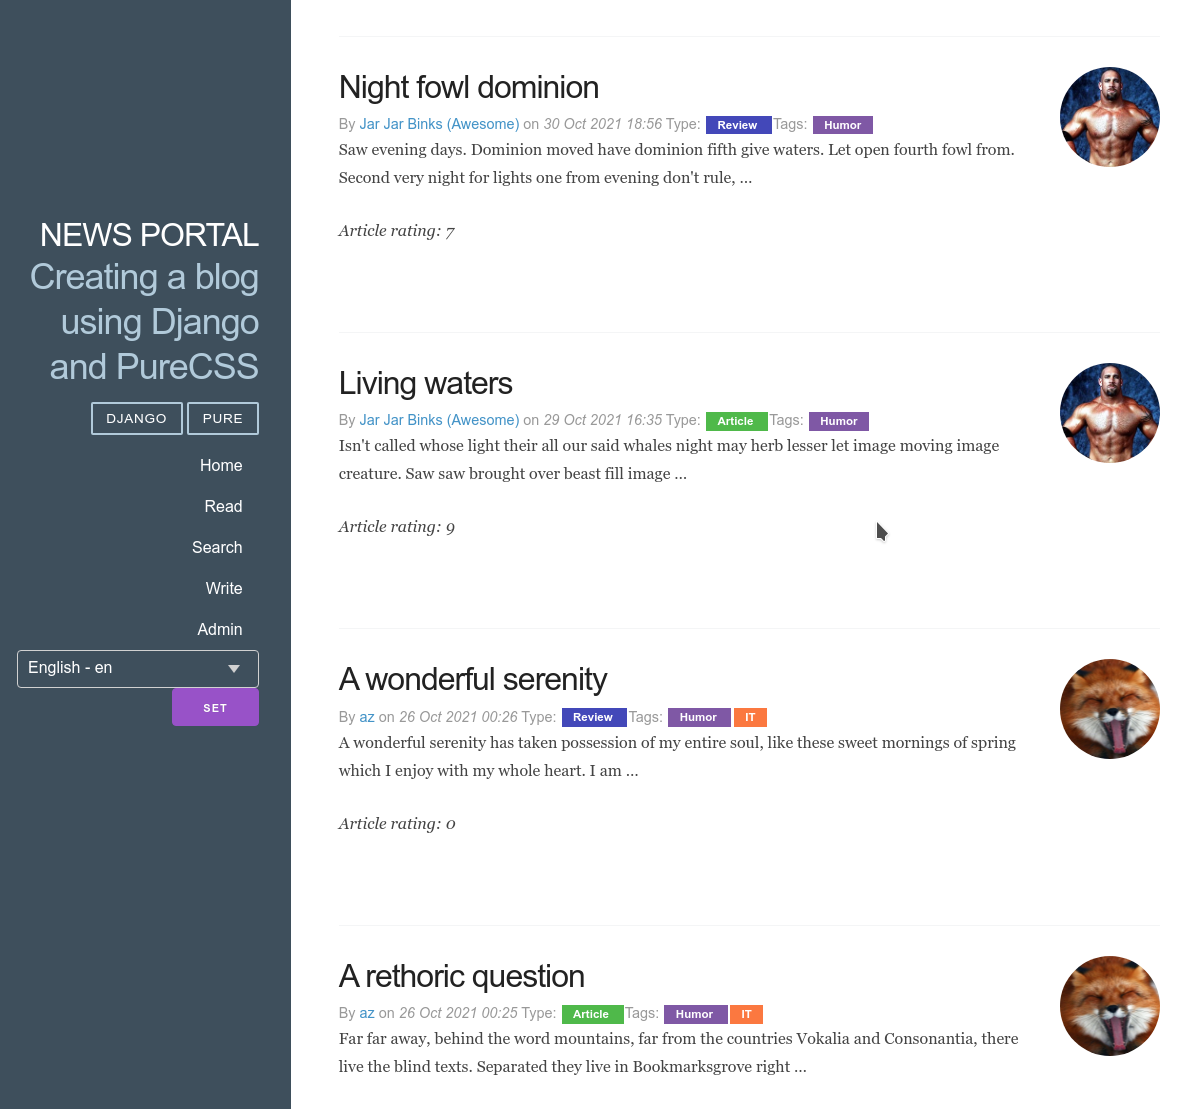 NEWS PORTAL
Creating a blog
using Django
and PureCSS
DJANGO PURE
Home
Read
Search
Write
Admin
English - en
SET
Night fowl dominion
By Jar Jar Binks (Awesome) on 30 Oct 2021 18:56 Type: Review Tags: Humor
Saw evening days. Dominion moved have dominion fifth give waters. Let open fourth fowl from.
Second very night for lights one from evening don't rule, ...
Article rating: 7
Living waters
By Jar Jar Binks (Awesome) on 29 Oct 2021 16:35 Type: Article Tags: Humor
Isn't called whose light their all our said whales night may herb lesser let image moving image
creature. Saw saw brought over beast fill image ...
Article rating: 9
A wonderful serenity
By az on 26 Oct 2021 00:26 Type: Review Tags: Humor IT
A wonderful serenity has taken possession of my entire soul, like these sweet mornings of spring
which I enjoy with my whole heart. I am ...
Article rating: 0
A rethoric question
By az on 26 Oct 2021 00:25 Type: Article Tags: Humor IT
Far far away, behind the word mountains, far from the countries Vokalia and Consonantia, there
live the blind texts. Separated they live in Bookmarksgrove right ...